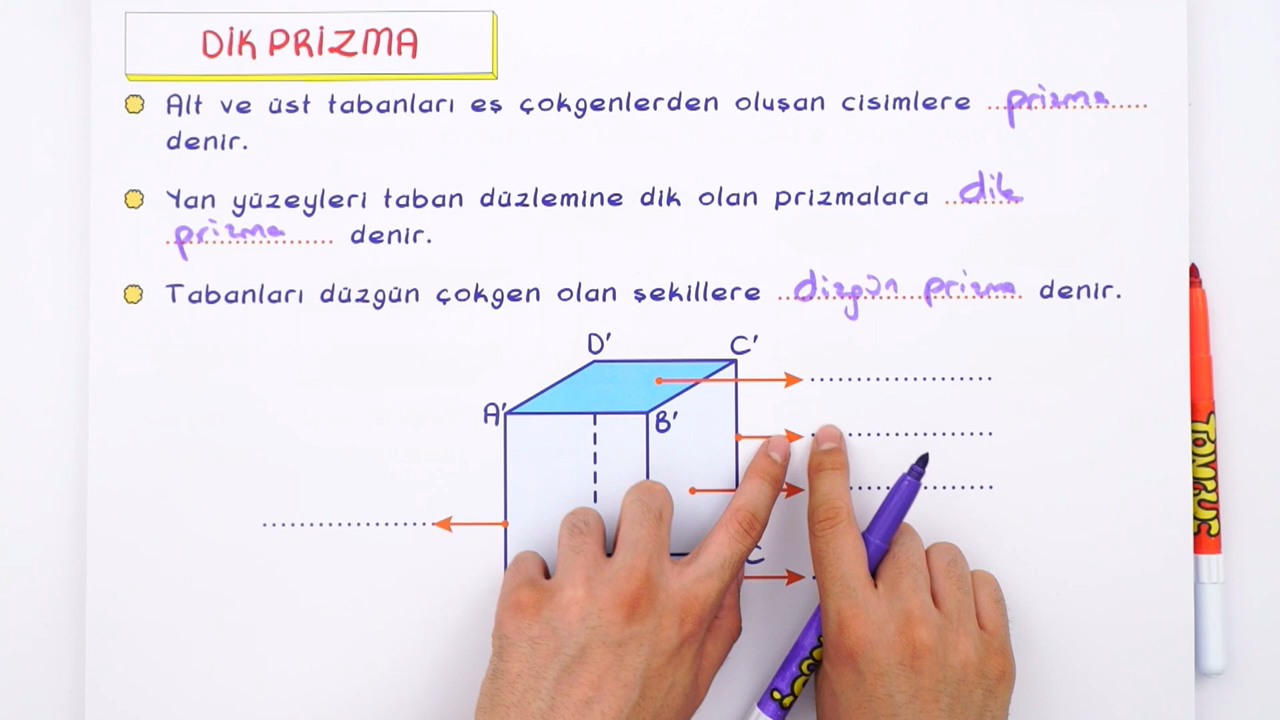 DİK PRİZMA
Alt ve üst tabanları eş çokgenlerden oluşan cisimlere prizma
denir.
Yan yüzeyleri taban düzlemine dik olan prizmalara dik
prizma denir.
Tabanları düzgün çokgen olan şekillere düzgün prizma denir.
D' C'
A' B'
C
TOMBUC